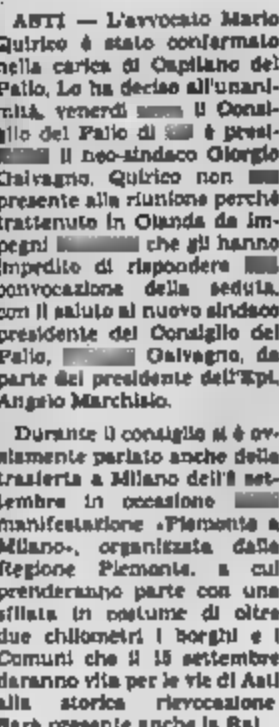 ASTI — L'avvocato Mario
Quirico è stato confermato
nella carica di Capitano del
Palio. Lo ha deciso all'unani-
mità, venerdì il Consi-
glio del Palio di è presi-
il neo-sindaco Giorgio
Galvagno. Quirico non
presente alla riunione perché
trattenuto in Olanda da im-
pegni che gli hanno
impedito di rispondere
convocazione della seduta,
con il saluto al nuovo sindaco
presidente del Consiglio del
Palio, Galvagno, da
parte del presidente dell'Ept,
Angelo Marchisio.
Durante il consiglio si è ov-
viamente parlato anche della
trasferta a Milano dell'8 set-
tembre in occasione
manifestazione «Piemonte a
Milano», organizzata dalla
Regione Piemonte, a cui
prenderanno parte con una
sfilata in costume di oltre
due chilometri i borghi e i
Comuni che il 15 settembre
daranno vita per le vie di Asti
alla storica rievocazione.
Sarà presente anche la